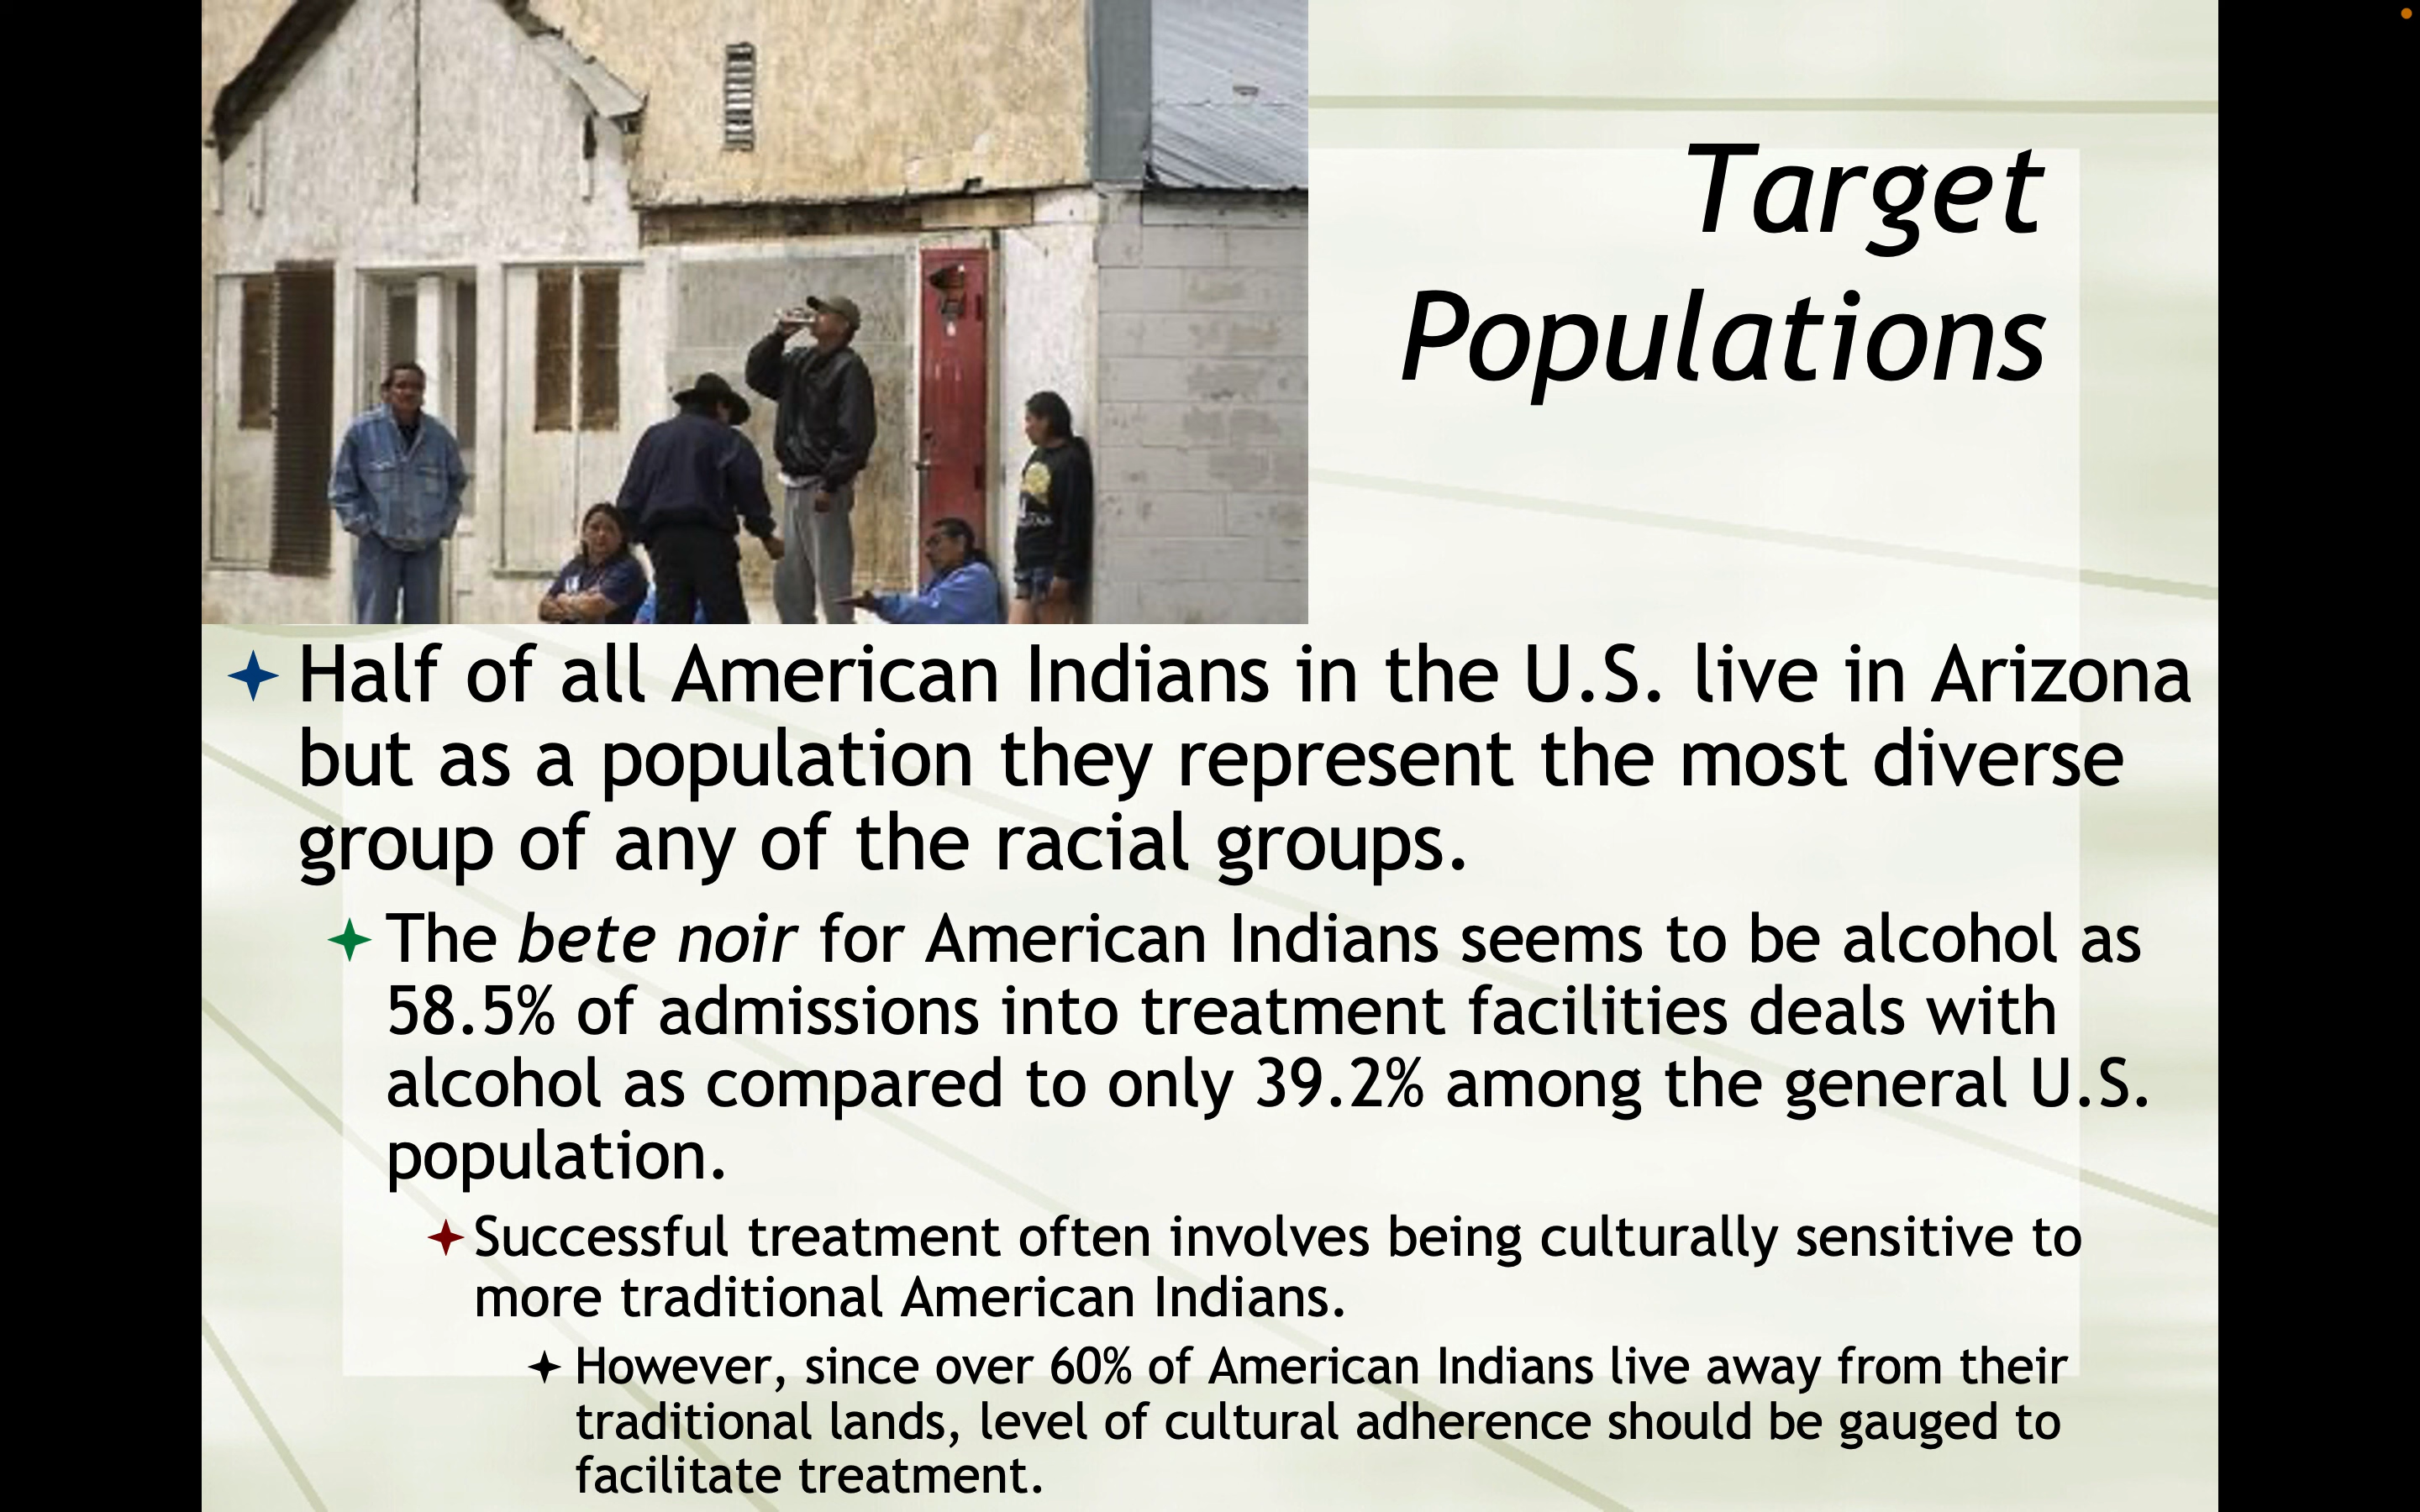 Target
Populations
Half of all American Indians in the U.S. live in Arizona
but as a population they represent the most diverse
group of any of the racial groups.
The bete noir for American Indians seems to be alcohol as
58.5% of admissions into treatment facilities deals with
alcohol as compared to only 39.2% among the general U.S.
population.
Successful treatment often involves being culturally sensitive to
more traditional American Indians.
However, since over 60% of American Indians live away from their
traditional lands, level of cultural adherence should be gauged to
facilitate treatment.